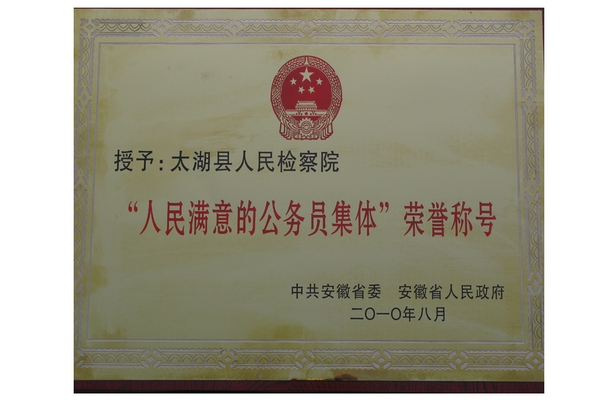 授予：太湖县人民检察院
“人民满意的公务员集体”荣誉称号
中共安徽省委 安徽省人民政府
二〇一〇年八月